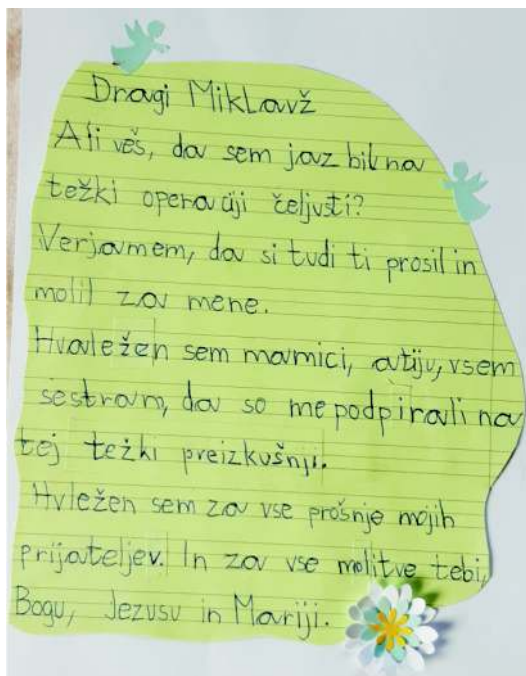 Dragi Miklavž
Ali veš, da sem jaz bil na
težki operaciji čeljusti?
Verjamem, da si tudi ti prosil in
molil za mene.
Hvaležen sem mamici, atiju, vsem
sestram, da so me podpirali na
tej težki preizkušnji.
Hvležen sem za vse prošnje mojih
prijateljev. In za vse molitve tebi,
Bogu, Jezusu in Mariji.